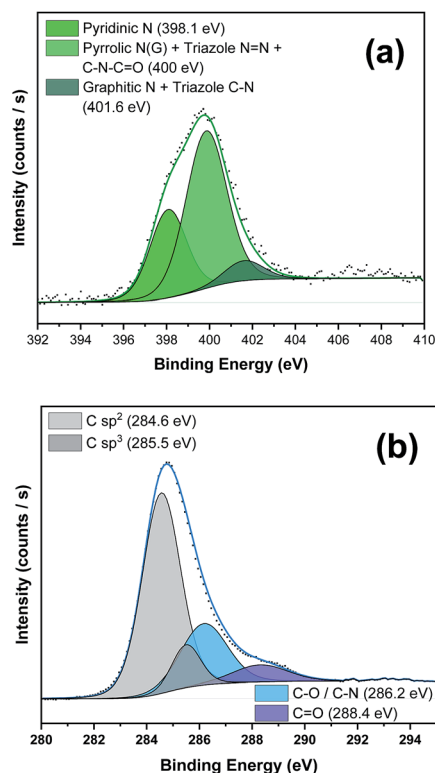 Pyridinic N (398.1 eV)
Pyrrolic N(G) + Triazole N=N +
C-N-C=O (400 eV)
Graphitic N + Triazole C-N
(401.6 eV)
(a)
Intensity (counts / s)
392 394 396 398 400 402 404 406 408 410
Binding Energy (eV)
C sp² (284.6 eV)
C sp³ (285.5 eV)
(b)
Intensity (counts / s)
C-O / C-N (286.2 eV)
C=O (288.4 eV)
280 282 284 286 288 290 292 294
Binding Energy (eV)